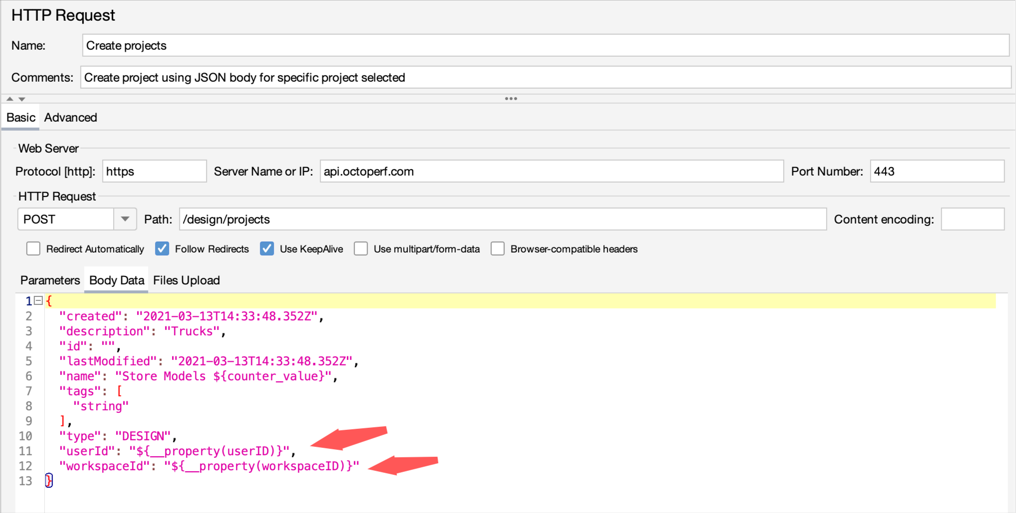 HTTP Request
Name: Create projects
Comments: Create project using JSON body for specific project selected
Basic Advanced
Web Server
Protocol [http]: https Server Name or IP: api.octoperf.com Port Number: 443
HTTP Request
POST Path: /design/projects Content encoding:
Redirect Automatically Follow Redirects Use KeepAlive Use multipart/form-data Browser-compatible headers
Parameters Body Data Files Upload
1 {
2 "created": "2021-03-13T14:33:48.352Z",
3 "description": "Trucks",
4 "id": "",
5 "lastModified": "2021-03-13T14:33:48.352Z",
6 "name": "Store Models ${counter_value}",
7 "tags": [
8 "string"
9 ],
10 "type": "DESIGN",
11 "userId": "${__property(userID)}",
12 "workspaceId": "${__property(workspaceID)}"
13 }